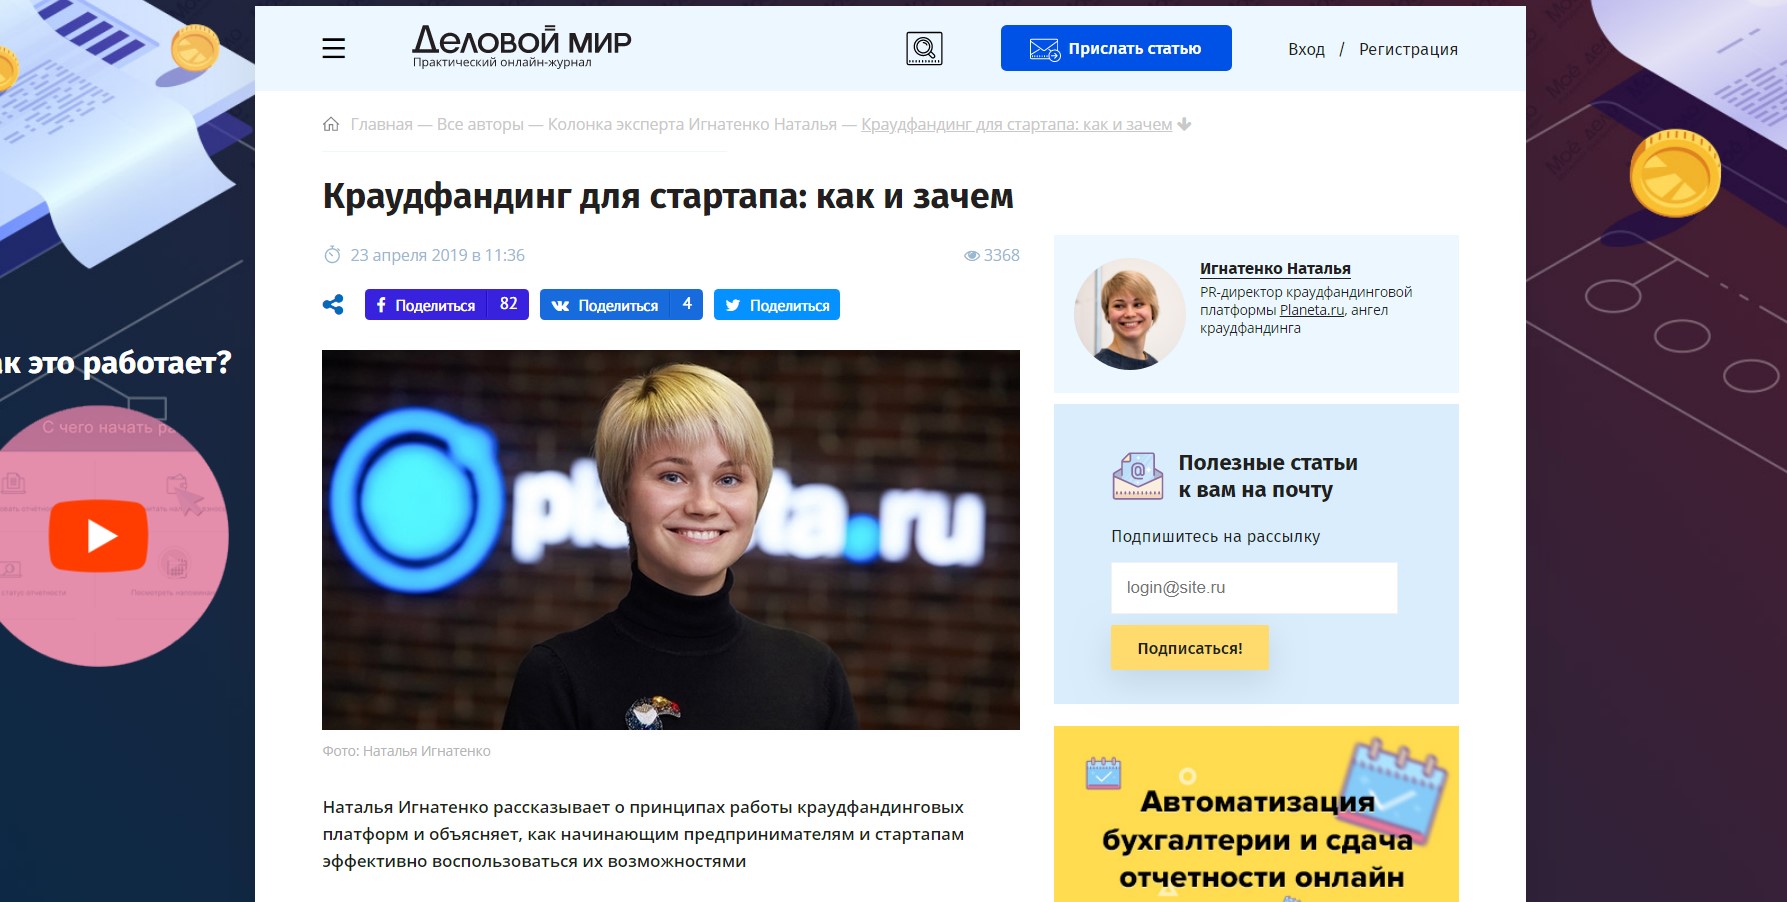 Деловой мир
Практический онлайн-журнал
Прислать статью
Вход / Регистрация
Главная — Все авторы — Колонка эксперта Игнатенко Наталья — Краудфандинг для стартапа: как и зачем
Краудфандинг для стартапа: как и зачем
23 апреля 2019 в 11:36
3368
Поделиться 82
Поделиться 4
Поделиться
planeta.ru
Фото: Наталья Игнатенко
Наталья Игнатенко рассказывает о принципах работы краудфандинговых
платформ и объясняет, как начинающим предпринимателям и стартапам
эффективно воспользоваться их возможностями
Игнатенко Наталья
PR-директор краудфандинговой
платформы Planeta.ru, ангел
краудфандинга
Полезные статьи
к вам на почту
Подпишитесь на рассылку
login@site.ru
Подписаться!
Автоматизация
бухгалтерии и сдача
отчетности онлайн
это работает?
С чего начать